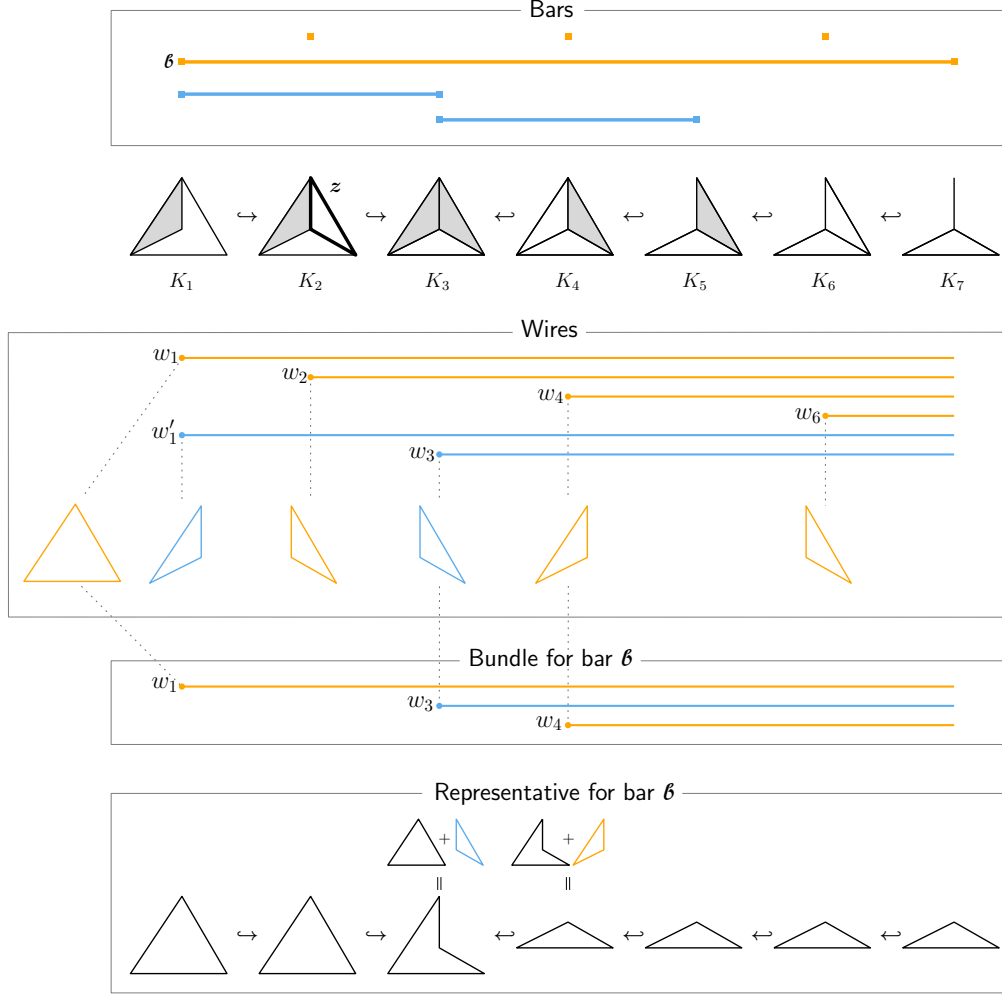 Bars
𝒷
z
↪ ↪ ↩ ↩ ↩ ↩
K₁ K₂ K₃ K₄ K₅ K₆ K₇
Wires
w₁
w₂
w₄
w₆
w′₁
w₃
Bundle for bar 𝒷
w₁
w₃
w₄
Representative for bar 𝒷
+ +
= =
↪ ↪ ↩ ↩ ↩ ↩